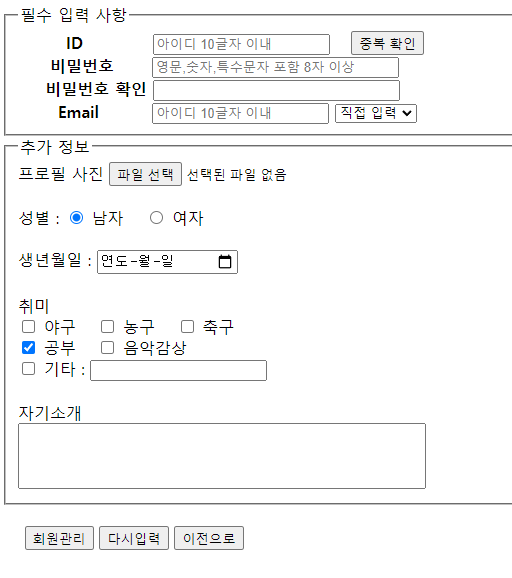 필수 입력 사항
ID 아이디 10글자 이내 중복 확인
비밀번호 영문,숫자,특수문자 포함 8자 이상
비밀번호 확인
Email 아이디 10글자 이내 직접 입력
추가 정보
프로필 사진 파일 선택 선택된 파일 없음
성별 : 남자 여자
생년월일 : 연도-월-일
취미
야구 농구 축구
공부 음악감상
기타 :
자기소개
회원관리 다시입력 이전으로